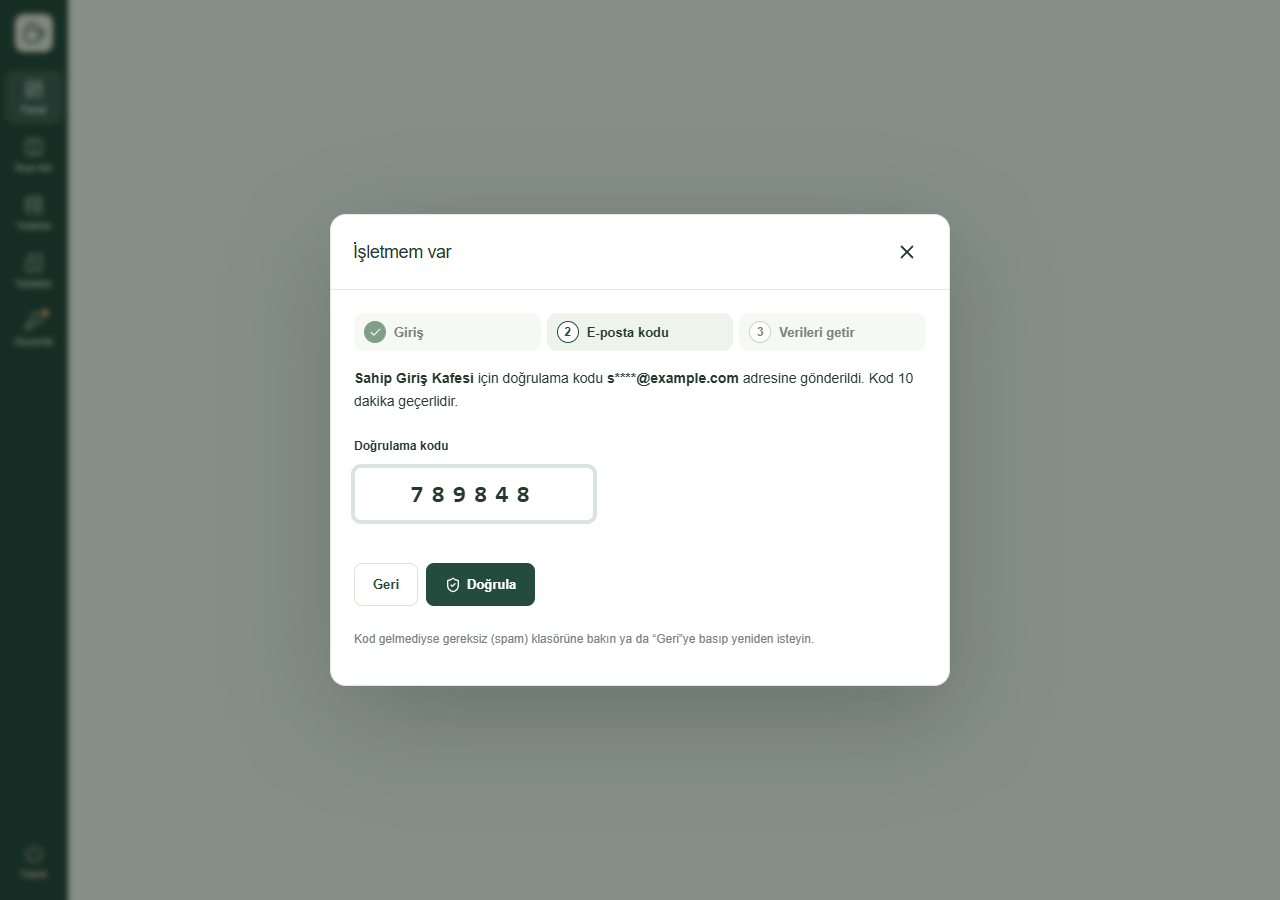 İşletmem var
Giriş
2 E-posta kodu
3 Verileri getir
Sahip Giriş Kafesi için doğrulama kodu s****@example.com adresine gönderildi. Kod 10
dakika geçerlidir.
Doğrulama kodu
789848
Geri
Doğrula
Kod gelmediyse gereksiz (spam) klasörüne bakın ya da “Geri”ye basıp yeniden isteyin.